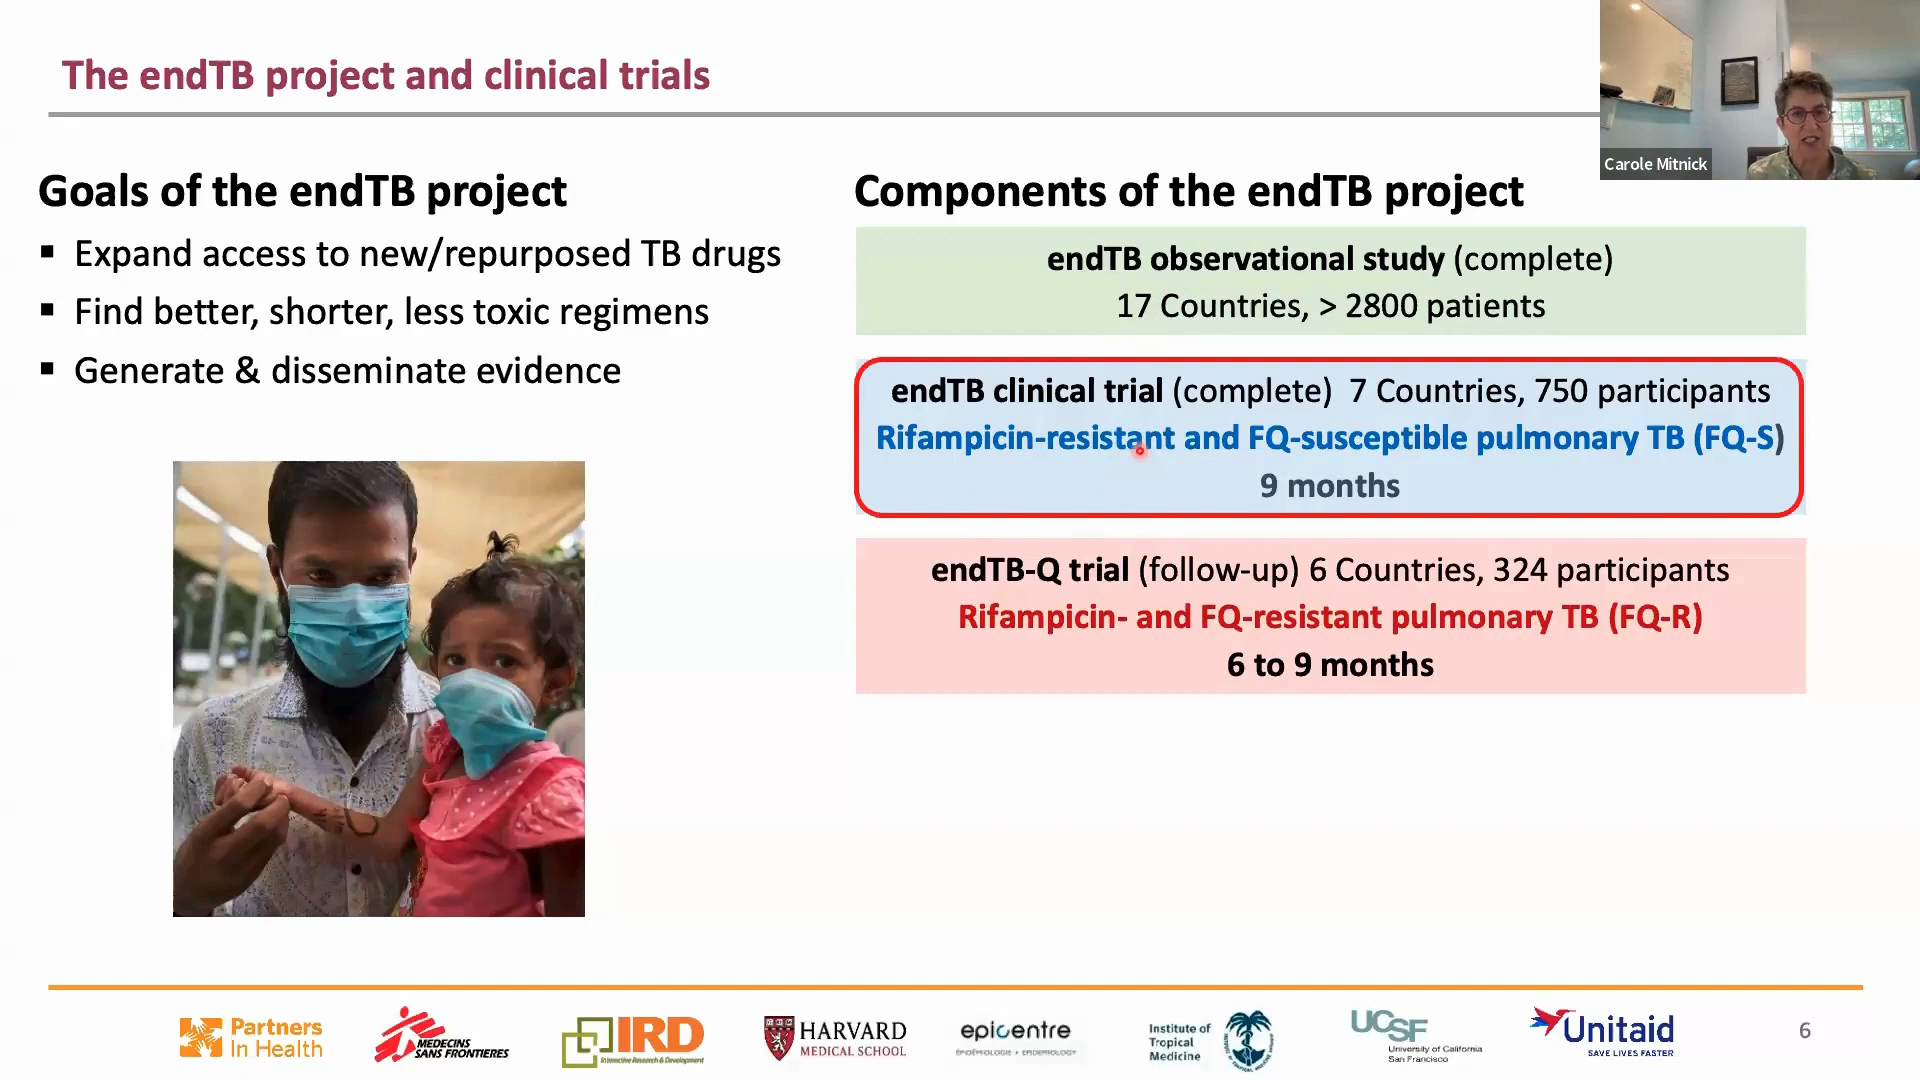 The endTB project and clinical trials
Carole Mitnick
Goals of the endTB project
▪ Expand access to new/repurposed TB drugs
▪ Find better, shorter, less toxic regimens
▪ Generate & disseminate evidence
Components of the endTB project
endTB observational study (complete)
17 Countries, > 2800 patients
endTB clinical trial (complete) 7 Countries, 750 participants
Rifampicin-resistant and FQ-susceptible pulmonary TB (FQ-S)
9 months
endTB-Q trial (follow-up) 6 Countries, 324 participants
Rifampicin- and FQ-resistant pulmonary TB (FQ-R)
6 to 9 months
Partners
In Health
MEDECINS
SANS FRONTIERES
IRD
Interactive Research & Development
HARVARD
MEDICAL SCHOOL
epicentre
ÉPIDÉMIOLOGIE • EPIDEMIOLOGY
Institute of
Tropical
Medicine
UCSF
University of California
San Francisco
Unitaid
SAVE LIVES FASTER
6